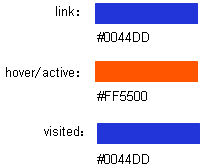 link:
#0044DD
hover/active:
#FF5500
visited:
#0044DD